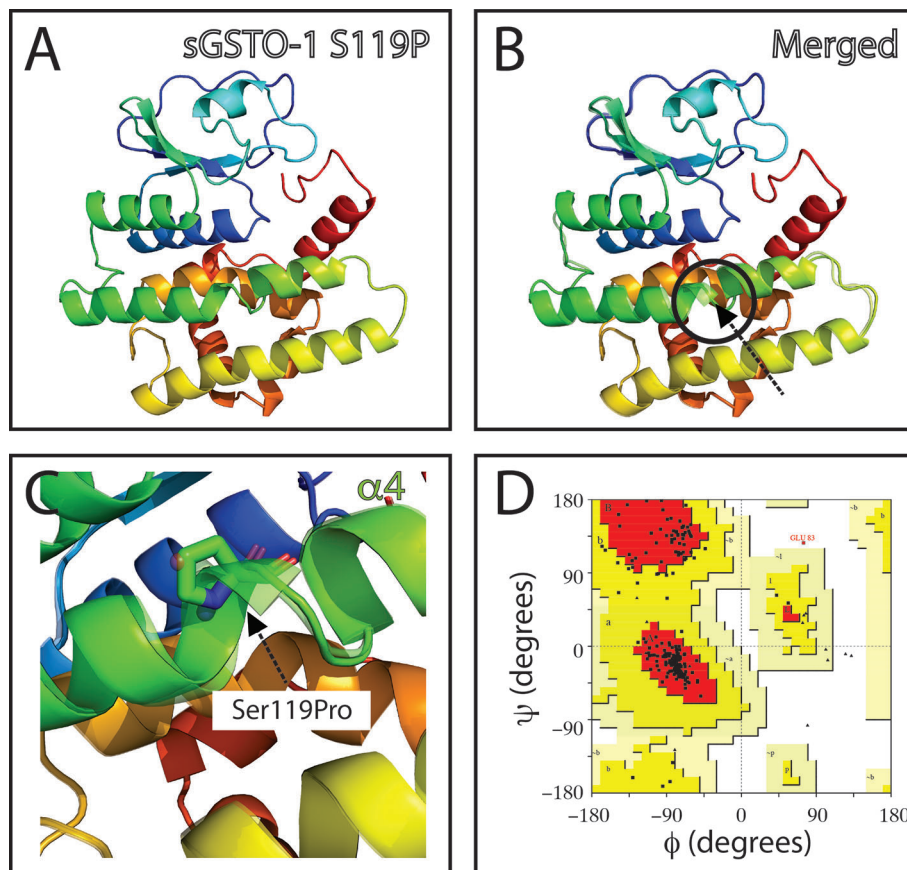 A
sGSTO-1 S119P
B
Merged
C
α4
Ser119Pro
D
180
90
0
-90
-180
ψ (degrees)
B
b
a
~b
~a
~l
l
GLU 83
~b
b
~b
b
~p
p
~b
-180
-90
0
90
180
ϕ (degrees)